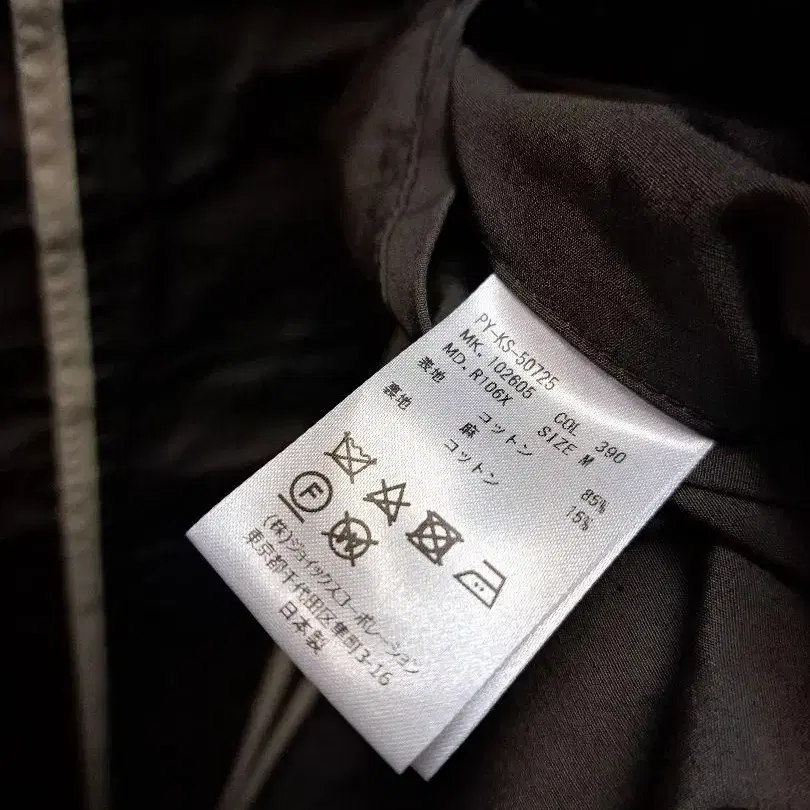 PY-KS-50725
MK. 102605 COL 390
MD. R106X SIZE M
表地 コットン 85%
麻 15%
裏地 コットン
F
W
(株)ジョイックスコーポレーション
東京都千代田区隼町3-16
日本製